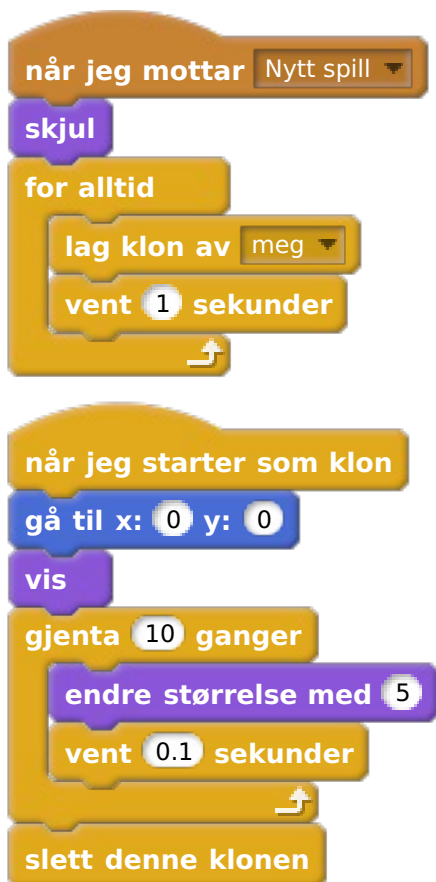 når jeg mottar Nytt spill
skjul
for alltid
lag klon av meg
vent 1 sekunder
når jeg starter som klon
gå til x: 0 y: 0
vis
gjenta 10 ganger
endre størrelse med 5
vent 0.1 sekunder
slett denne klonen